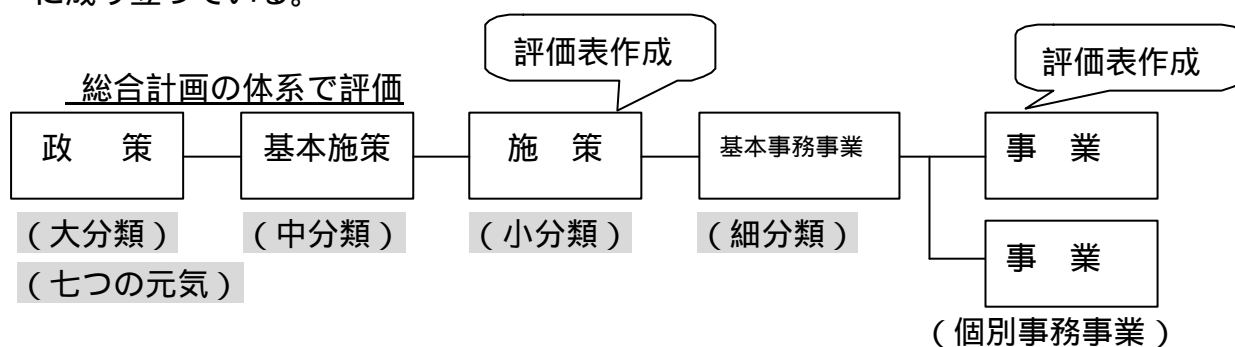 に成り立っている。
評価表作成
評価表作成
総合計画の体系で評価
政　策
基本施策
施　策
基本事務事業
事　業
（大分類）
（中分類）
（小分類）
（細分類）
（七つの元気）
事　業
（個別事務事業）